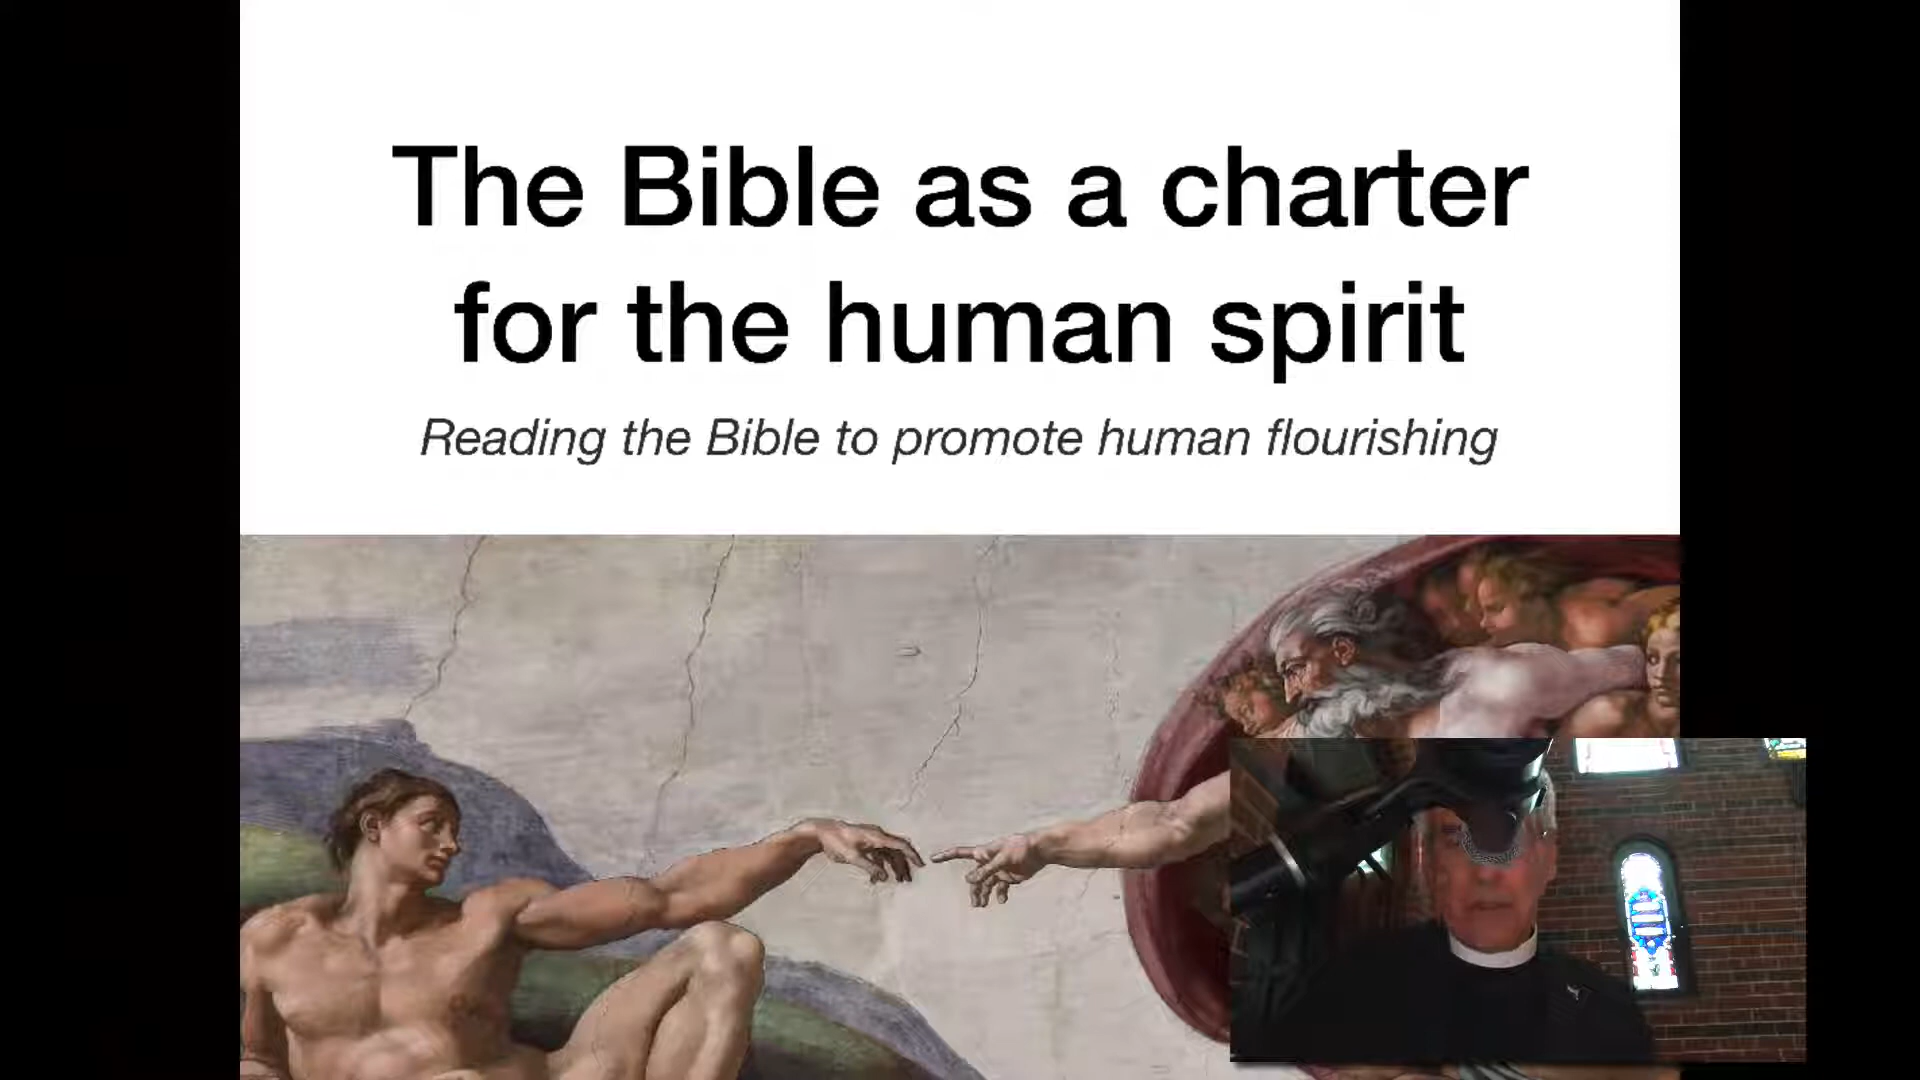 The Bible as a charter
for the human spirit
Reading the Bible to promote human flourishing